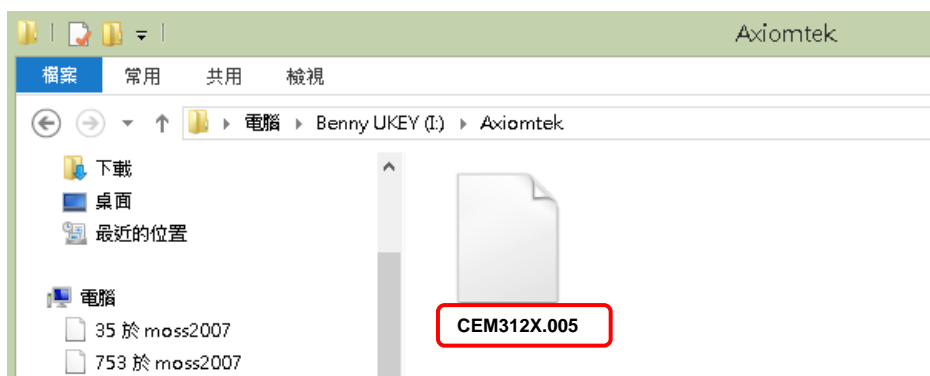 Axiomtek
檔案 常用 共用 檢視
電腦 Benny UKEY (I:) Axiomtek
下載
桌面
最近的位置
電腦
35 於 moss2007
753 於 moss2007
CEM312X.005